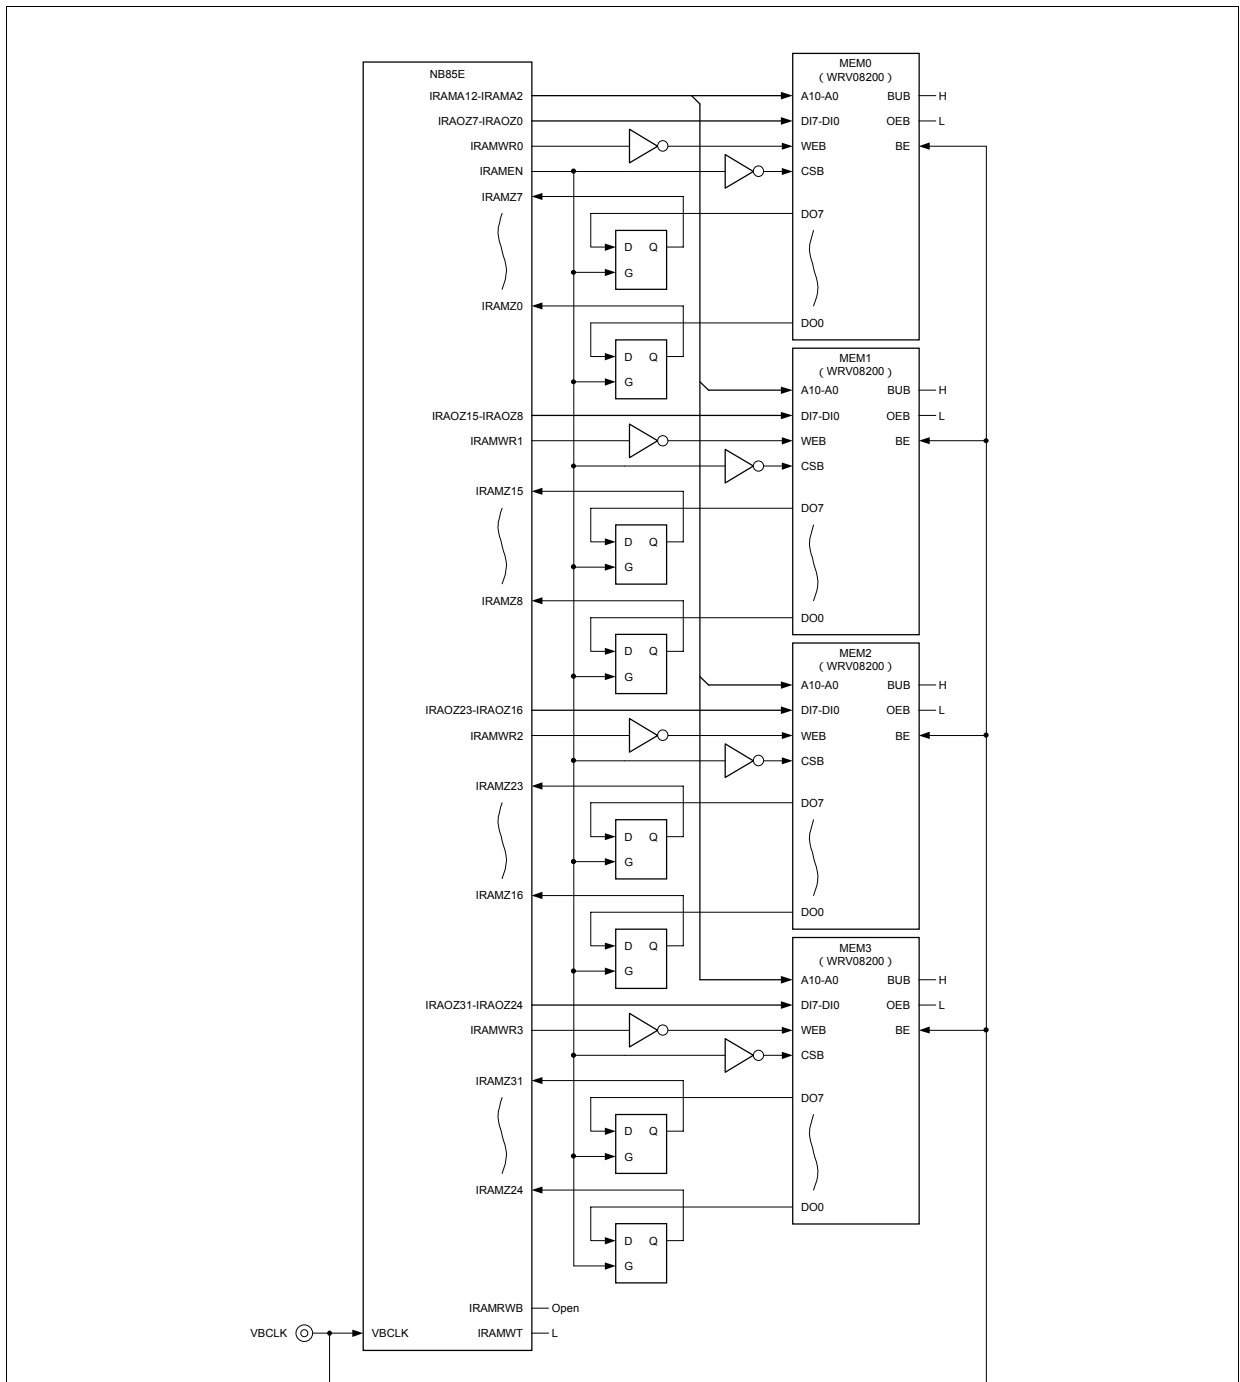 NB85E
IRAMA12-IRAMA2
IRAOZ7-IRAOZ0
IRAMWR0
IRAMEN
IRAMZ7
IRAMZ0
IRAOZ15-IRAOZ8
IRAMWR1
IRAMZ15
IRAMZ8
IRAOZ23-IRAOZ16
IRAMWR2
IRAMZ23
IRAMZ16
IRAOZ31-IRAOZ24
IRAMWR3
IRAMZ31
IRAMZ24
IRAMRWB Open
VBCLK VBCLK IRAMWT L
D Q
G
D Q
G
D Q
G
D Q
G
D Q
G
D Q
G
D Q
G
D Q
G
MEM0
( WRV08200 )
A10-A0 BUB H
DI7-DI0 OEB L
WEB BE
CSB
DO7
DO0
MEM1
( WRV08200 )
A10-A0 BUB H
DI7-DI0 OEB L
WEB BE
CSB
DO7
DO0
MEM2
( WRV08200 )
A10-A0 BUB H
DI7-DI0 OEB L
WEB BE
CSB
DO7
DO0
MEM3
( WRV08200 )
A10-A0 BUB H
DI7-DI0 OEB L
WEB BE
CSB
DO7
DO0